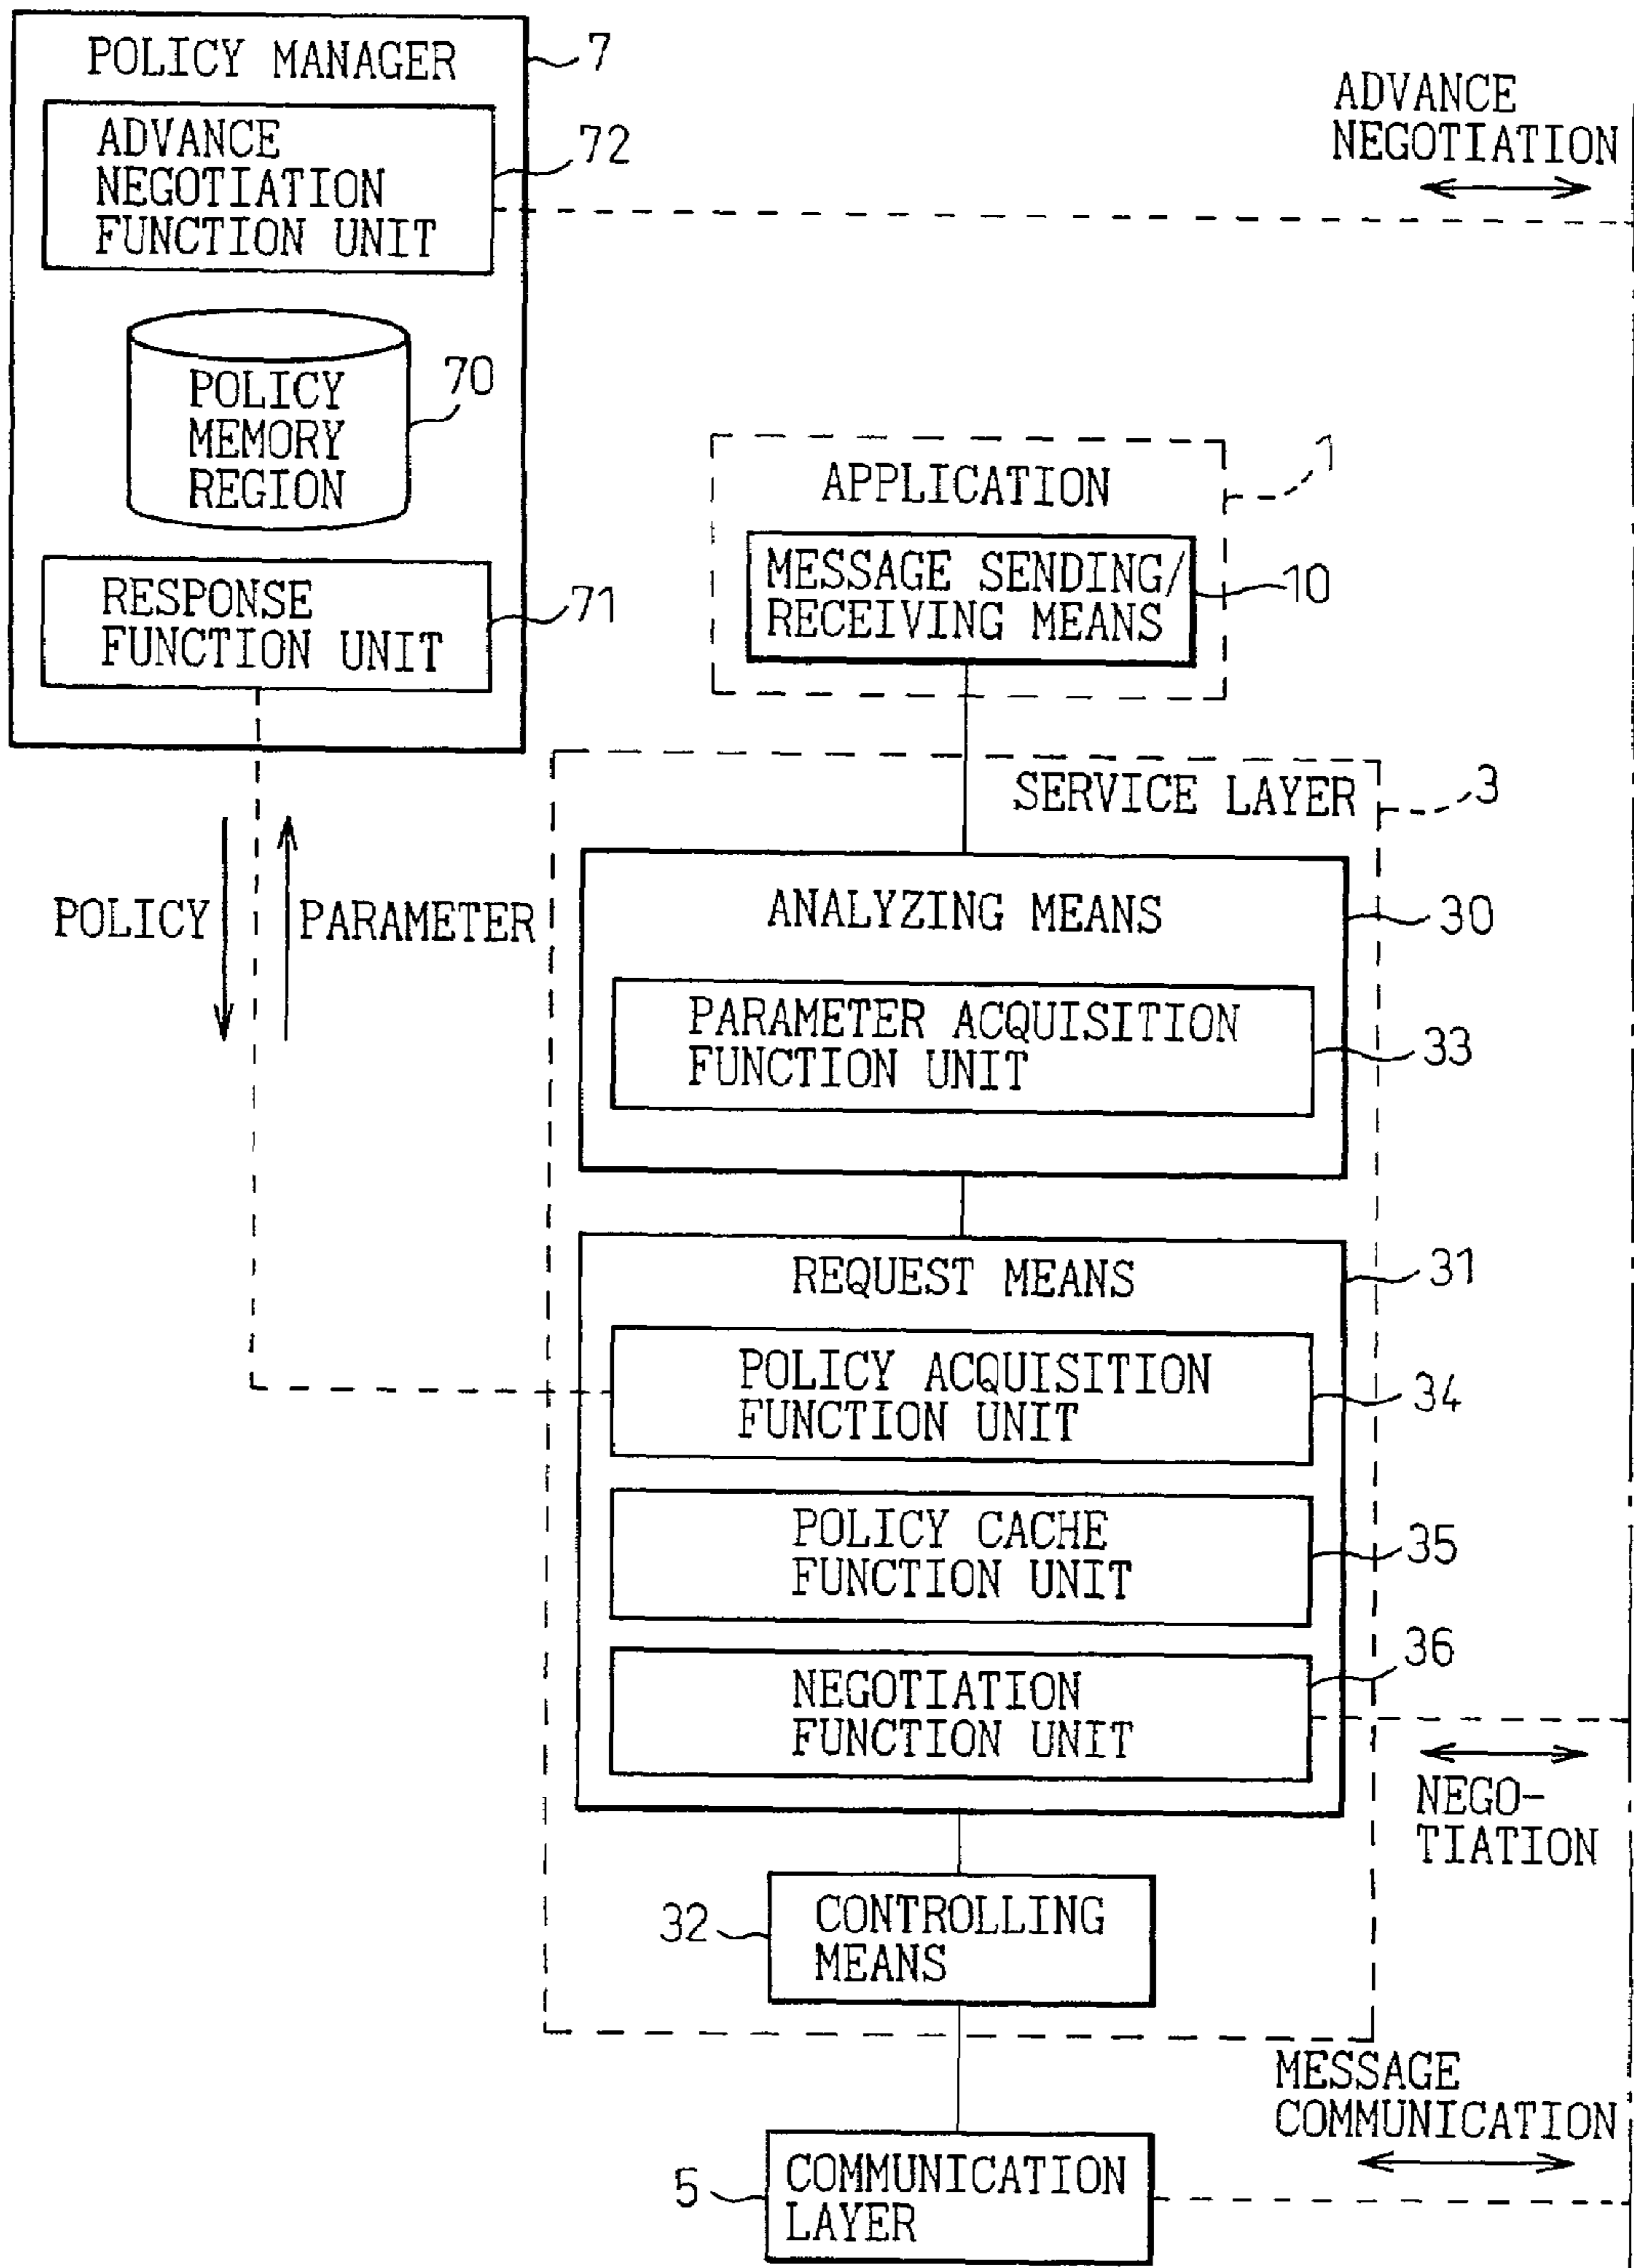 POLICY MANAGER
7
ADVANCE
NEGOTIATION
FUNCTION UNIT
72
ADVANCE
NEGOTIATION
POLICY
MEMORY
REGION
70
RESPONSE
FUNCTION UNIT
71
APPLICATION
1
MESSAGE SENDING/
RECEIVING MEANS
10
POLICY
PARAMETER
SERVICE LAYER
3
ANALYZING MEANS
30
PARAMETER ACQUISITION
FUNCTION UNIT
33
REQUEST MEANS
31
POLICY ACQUISITION
FUNCTION UNIT
34
POLICY CACHE
FUNCTION UNIT
35
NEGOTIATION
FUNCTION UNIT
36
NEGO-
TIATION
32
CONTROLLING
MEANS
MESSAGE
COMMUNICATION
5
COMMUNICATION
LAYER